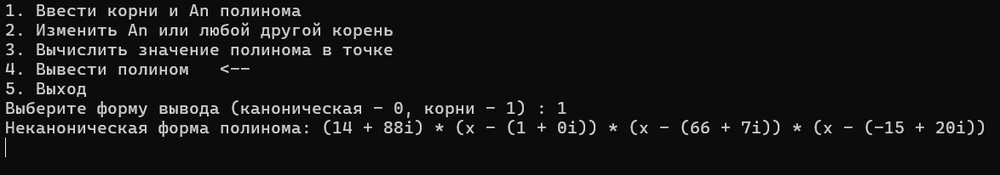 1. Ввести корни и An полинома
2. Изменить An или любой другой корень
3. Вычислить значение полинома в точке
4. Вывести полином   <--
5. Выход
Выберите форму вывода (каноническая - 0, корни - 1) : 1
Неканоническая форма полинома: (14 + 88i) * (x - (1 + 0i)) * (x - (66 + 7i)) * (x - (-15 + 20i))